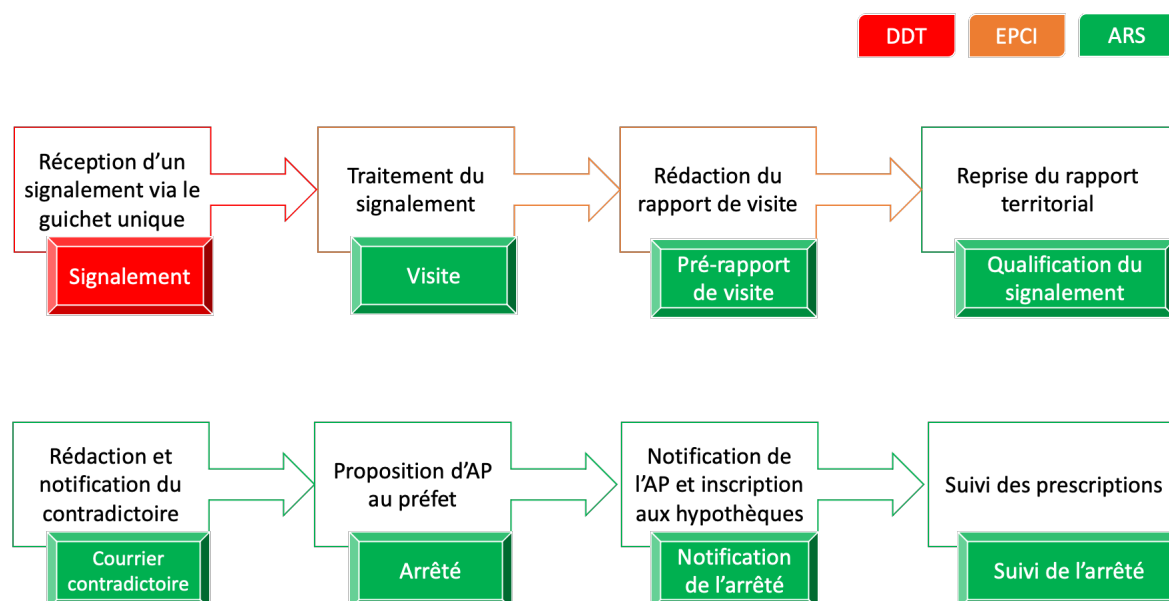 DDT
EPCI
ARS
Réception d’un
signalement via le
guichet unique
Signalement
Traitement du
signalement
Visite
Rédaction du
rapport de visite
Pré-rapport
de visite
Reprise du rapport
territorial
Qualification du
signalement
Rédaction et
notification du
contradictoire
Courrier
contradictoire
Proposition d’AP
au préfet
Arrêté
Notification de
l’AP et inscription
aux hypothèques
Notification
de l’arrêté
Suivi des prescriptions
Suivi de l’arrêté